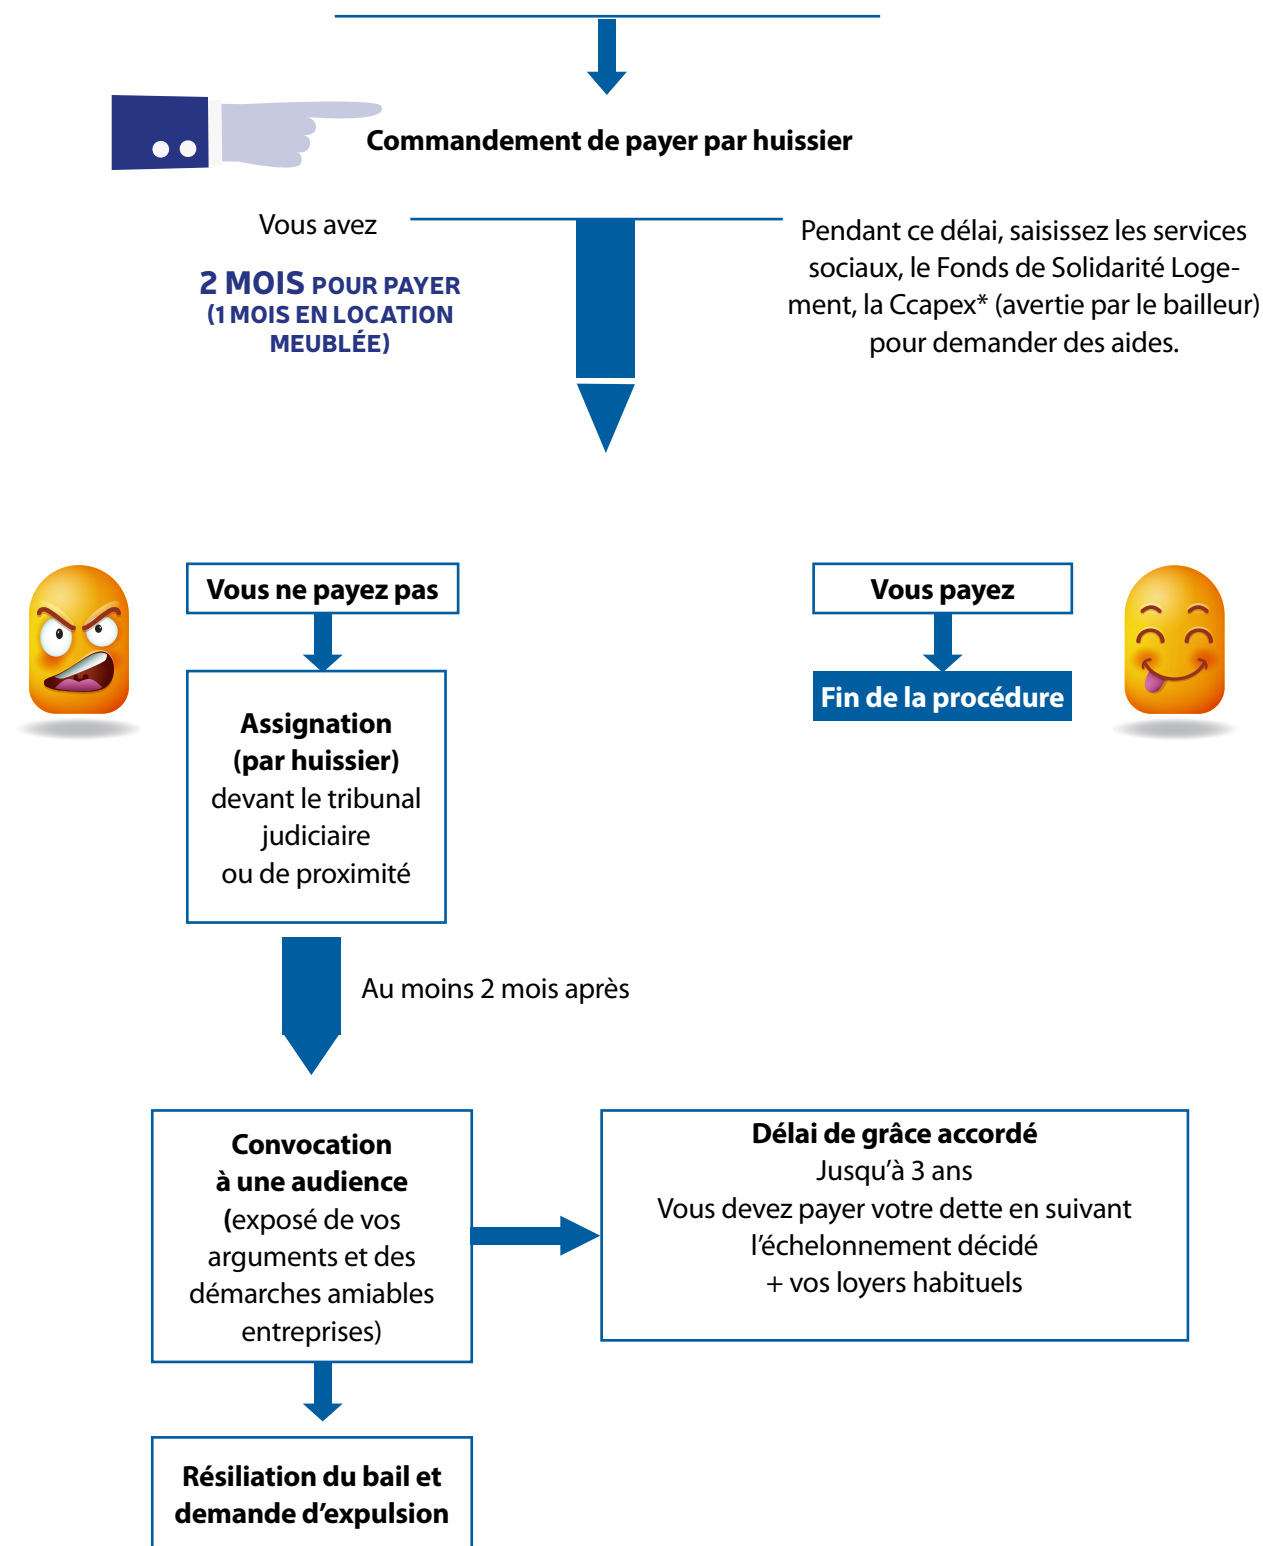 Commandement de payer par huissier
Vous avez
2 MOIS POUR PAYER
(1 MOIS EN LOCATION
MEUBLÉE)
Pendant ce délai, saisissez les services
sociaux, le Fonds de Solidarité Loge-
ment, la Ccapex* (avertie par le bailleur)
pour demander des aides.
Vous ne payez pas
Assignation
(par huissier)
devant le tribunal
judiciaire
ou de proximité
Vous payez
Fin de la procédure
Au moins 2 mois après
Convocation
à une audience
(exposé de vos
arguments et des
démarches amiables
entreprises)
Délai de grâce accordé
Jusqu’à 3 ans
Vous devez payer votre dette en suivant
l’échelonnement décidé
+ vos loyers habituels
Résiliation du bail et
demande d’expulsion